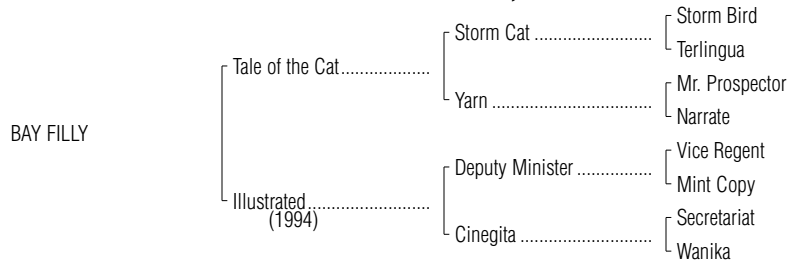 Storm Bird
Storm Cat ..........................
Terlingua
Tale of the Cat....................
Mr. Prospector
Yarn ...................................
Narrate
BAY FILLY
Vice Regent
Deputy Minister .................
Mint Copy
Illustrated...........................
(1994)
Secretariat
Cinegita .............................
Wanika